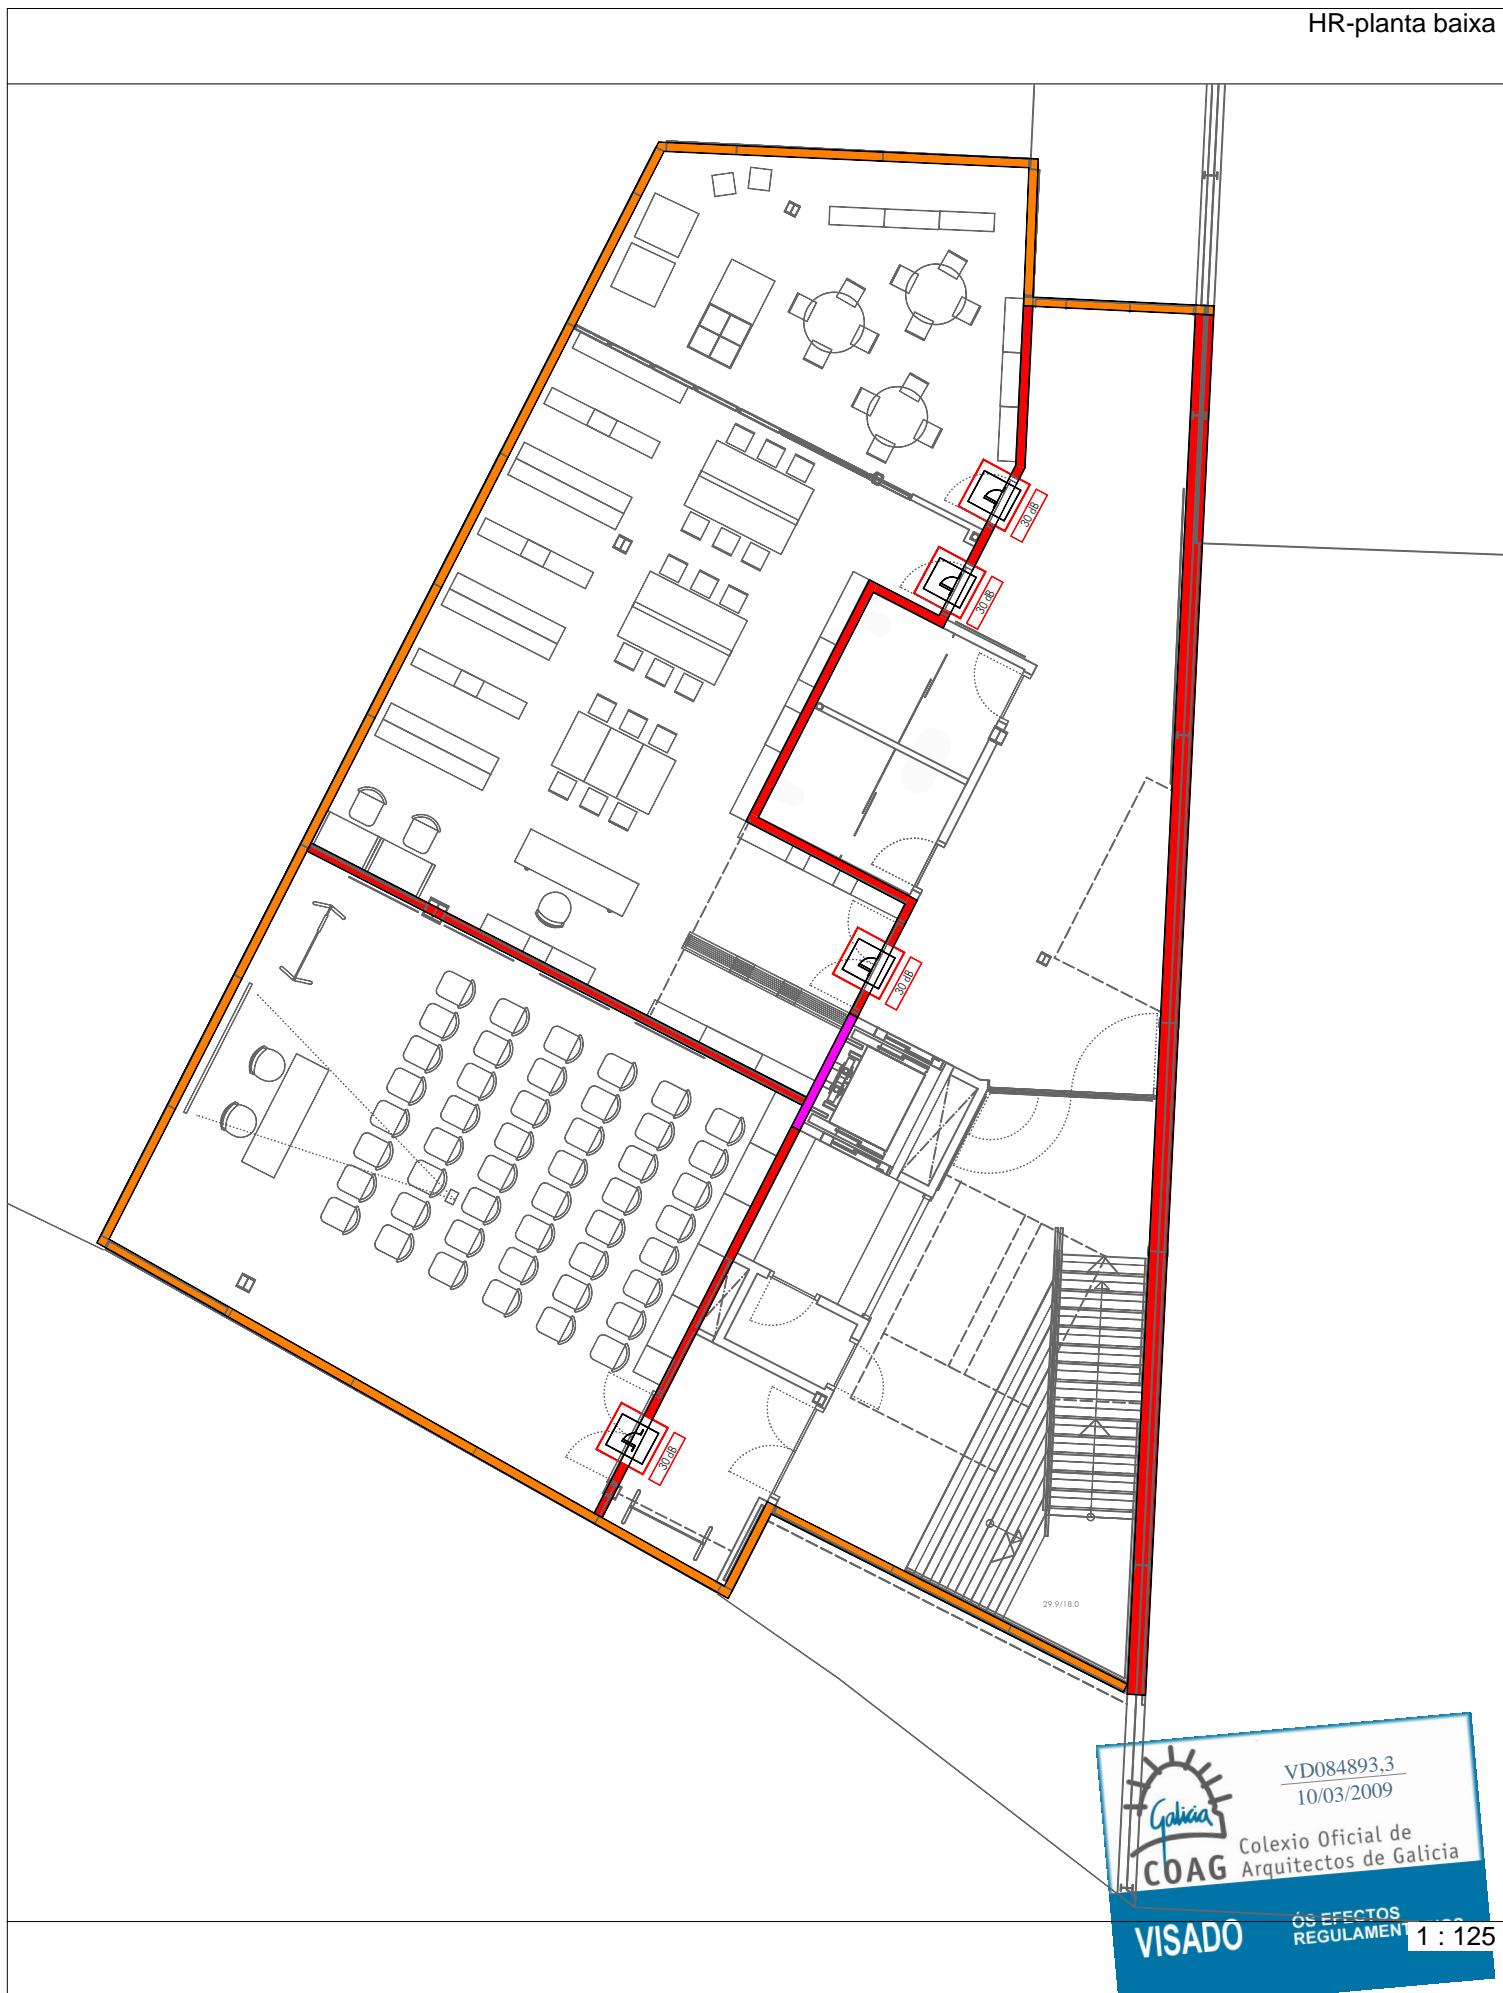 HR-planta baixa
30 dB
30 dB
30 dB
30 dB
29.9/18.0
VD084893,3
10/03/2009
Galicia
COAG
Colexio Oficial de
Arquitectos de Galicia
VISADO
ÓS EFECTOS
1 : 125